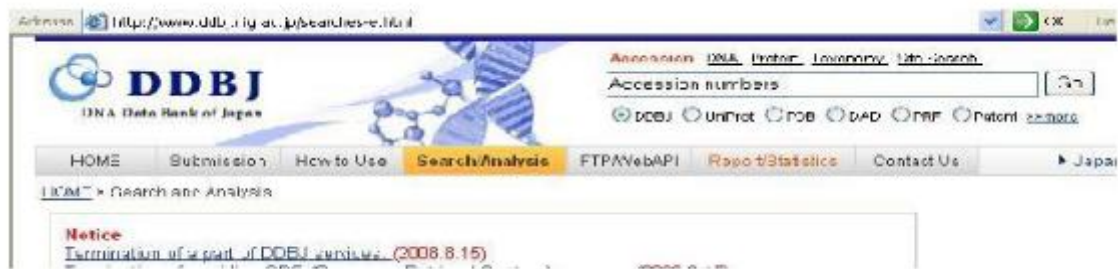 http://www.ddbj.nig.ac.jp/searches-e.html
DDBJ
DNA Data Bank of Japan
Accession DNA Protein Taxonomy Site Search
Accession numbers Go
DDBJ UniProt PDB DAD PRF Patent >>more
HOME Submission How to Use Search/Analysis FTP/WebAPI Report/Statistics Contact Us Japa
HOME > Search and Analysis
Notice
Termination of a part of DDBJ services. (2008.8.15)